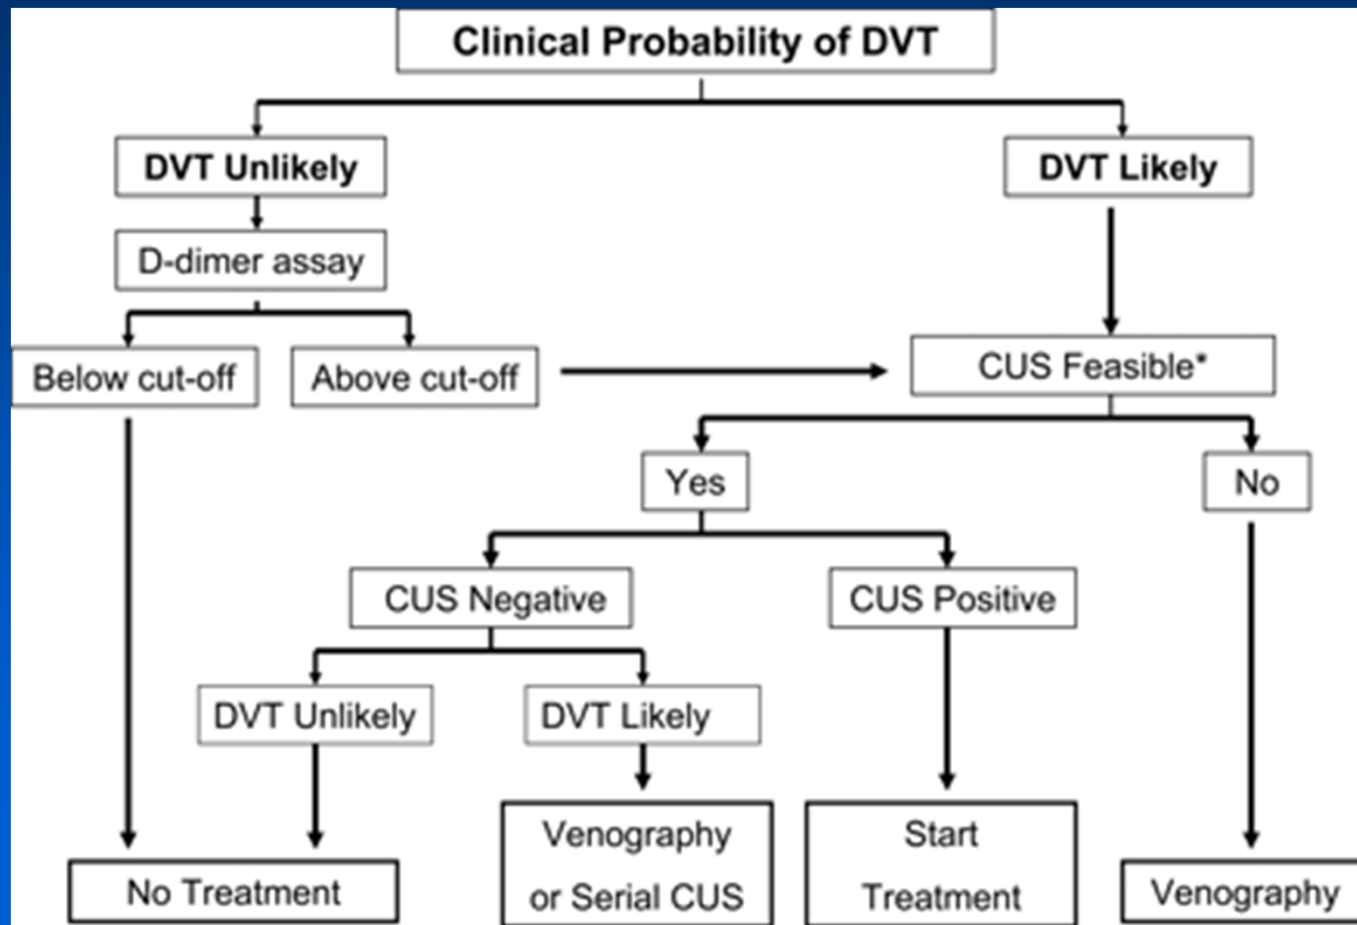 Clinical Probability of DVT
DVT Unlikely
DVT Likely
D-dimer assay
Below cut-off
Above cut-off
CUS Feasible*
Yes
No
CUS Negative
CUS Positive
DVT Unlikely
DVT Likely
Venography
or Serial CUS
Start
Treatment
No Treatment
Venography